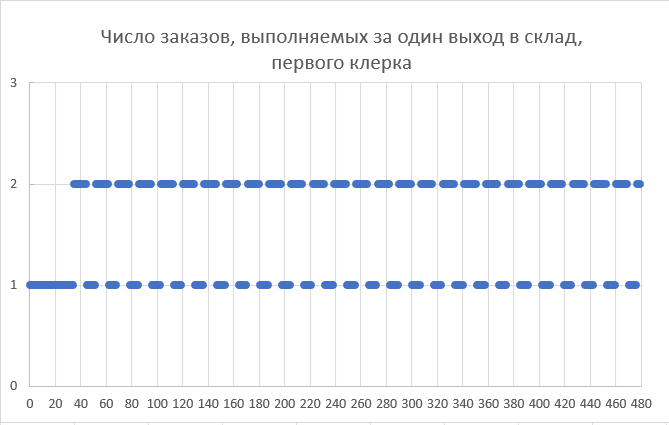 Число заказов, выполняемых за один выход в склад,
первого клерка
3
2
1
0
0 20 40 60 80 100 120 140 160 180 200 220 240 260 280 300 320 340 360 380 400 420 440 460 480